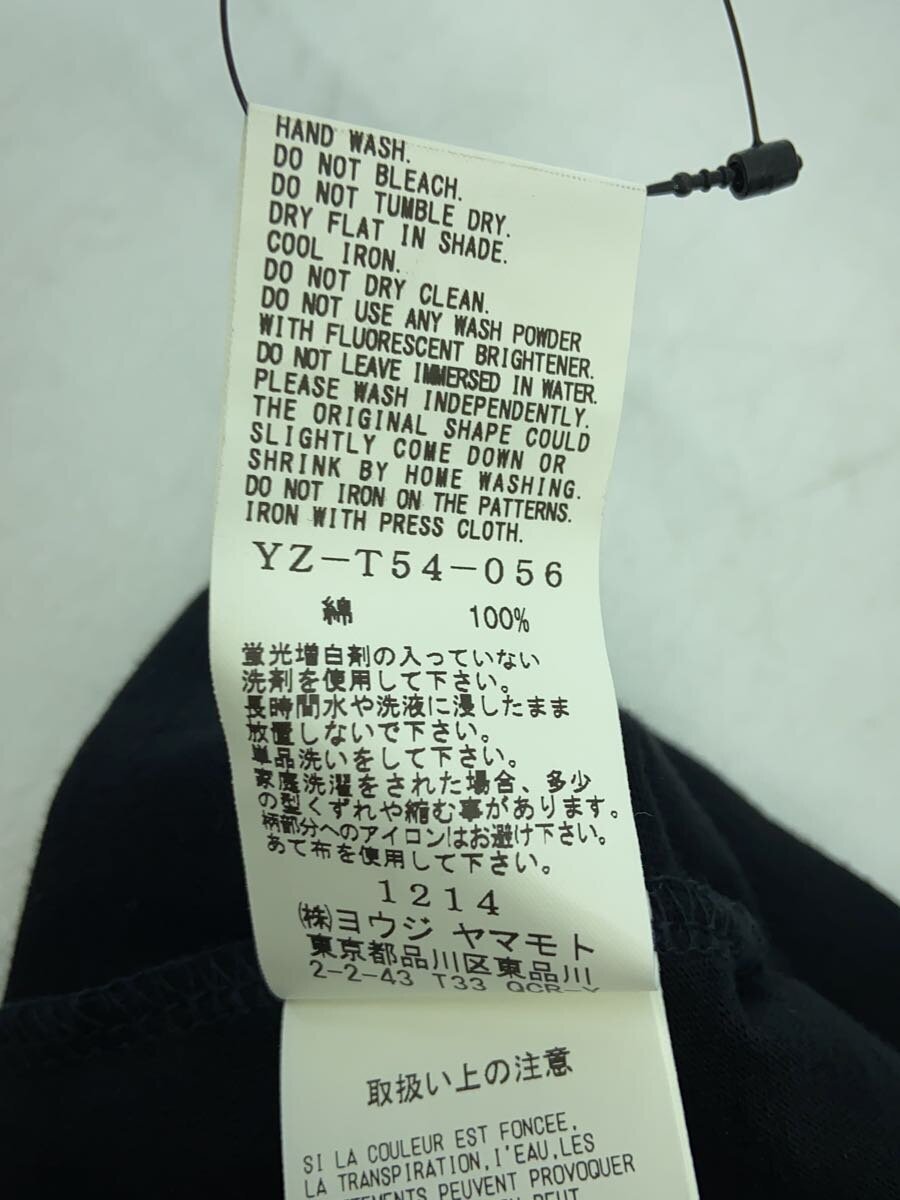 HAND WASH.
DO NOT BLEACH.
DO NOT TUMBLE DRY.
DRY FLAT IN SHADE.
COOL IRON.
DO NOT DRY CLEAN.
DO NOT USE ANY WASH POWDER
WITH FLUORESCENT BRIGHTENER.
DO NOT LEAVE IMMERSED IN WATER.
PLEASE WASH INDEPENDENTLY.
THE ORIGINAL SHAPE COULD
SLIGHTLY COME DOWN OR
SHRINK BY HOME WASHING.
DO NOT IRON ON THE PATTERNS.
IRON WITH PRESS CLOTH.
YZ-T54-056
綿 100%
蛍光増白剤の入っていない
洗剤を使用して下さい。
長時間水や洗液に浸したまま
放置しないで下さい。
単品洗いをして下さい。
家庭洗濯をされた場合、多少
の型くずれや縮む事があります。
柄部分へのアイロンはお避け下さい。
あて布を使用して下さい。
1214
㈱ヨウジ ヤマモト
東京都品川区東品川
2-2-43 T33 QCR-Y
取扱い上の注意
SI LA COULEUR EST FONCEE,
LA TRANSPIRATION,I'EAU,LES
PEUVENT PROVOQUER
PEUT